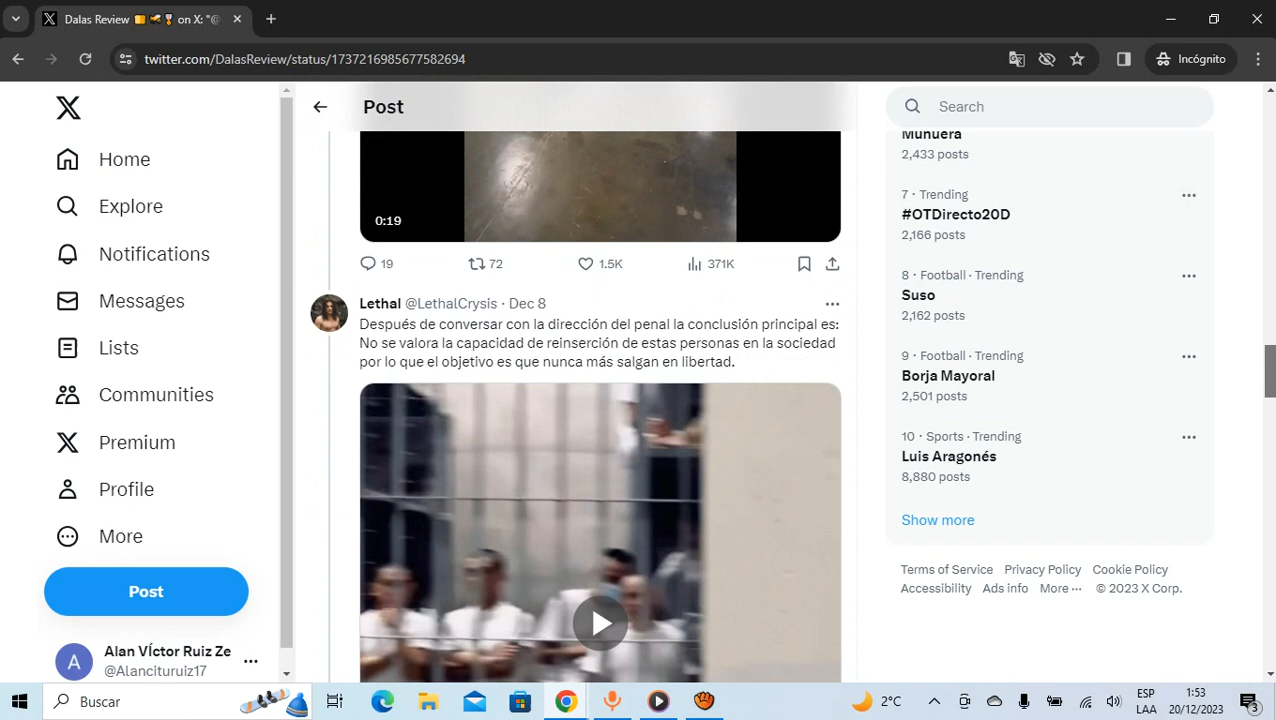 Dalas Review on X: "@
twitter.com/DalasReview/status/1737216985677582694
Incógnito
Home
Explore
Notifications
Messages
Lists
Communities
Premium
Profile
More
Post
Alan VÍctor Ruiz Ze
@Alancituruiz17
Post
0:19
19
72
1.5K
371K
Lethal @LethalCrysis · Dec 8
Después de conversar con la dirección del penal la conclusión principal es:
No se valora la capacidad de reinserción de estas personas en la sociedad
por lo que el objetivo es que nunca más salgan en libertad.
Search
Munuera
2,433 posts
7 · Trending
#OTDirecto20D
2,166 posts
8 · Football · Trending
Suso
2,162 posts
9 · Football · Trending
Borja Mayoral
2,501 posts
10 · Sports · Trending
Luis Aragonés
8,880 posts
Show more
Terms of Service Privacy Policy Cookie Policy
Accessibility Ads info More ··· © 2023 X Corp.
Buscar
2°C
ESP
LAA
1:53
20/12/2023
3